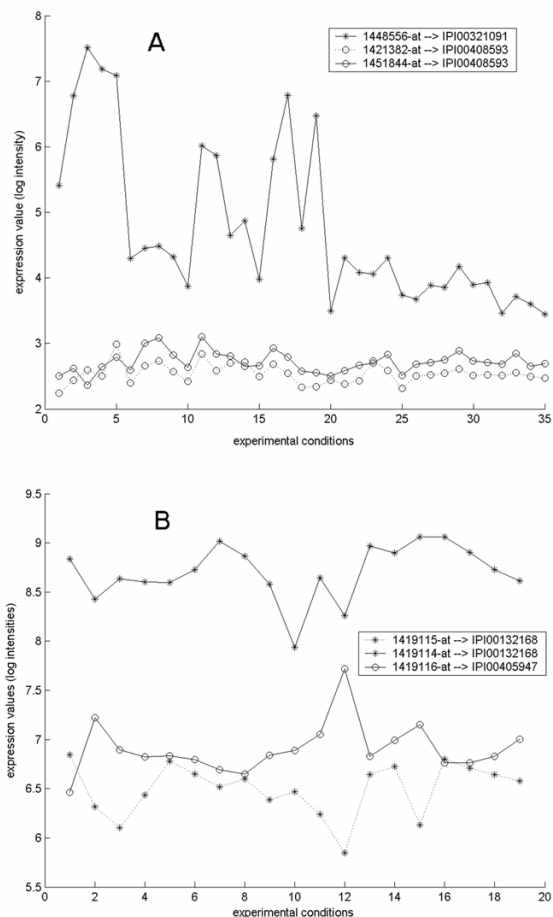 A
1448556-at --> IPI00321091
1421382-at --> IPI00408593
1451844-at --> IPI00408593
8
7
6
5
4
3
2
exprression value (log intensity)
0 5 10 15 20 25 30 35
experimental conditions
B
1419115-at --> IPI00132168
1419114-at --> IPI00132168
1419116-at --> IPI00405947
9.5
9
8.5
8
7.5
7
6.5
6
5.5
expression values (log intensities)
0 2 4 6 8 10 12 14 16 18 20
experimental conditions